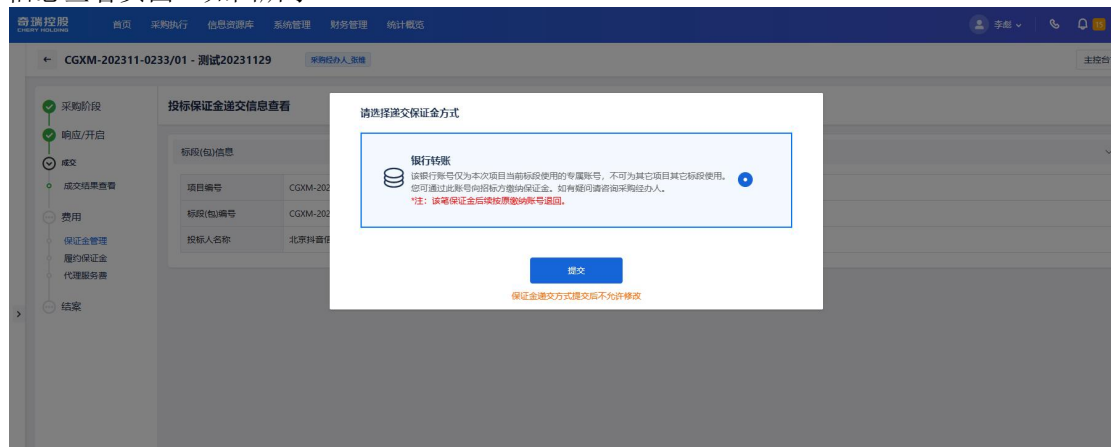 奇瑞控股
CHERY HOLDING
首页 采购执行 信息资源库 系统管理 财务管理 统计概览
15
← CGXM-202311-0233/01 - 测试20231129 采购经办人_张维
主控台
采购阶段
响应/开启
成交
成交结果查看
费用
保证金管理
履约保证金
代理服务费
结案
投标保证金递交信息查看
标段(包)信息
项目编号 CGXM-202
标段(包)编号 CGXM-202
投标人名称 北京抖音信
请选择递交保证金方式
银行转账
该银行账号仅为本次项目当前标段使用的专属账号，不可为其它项目其它标段使用。
您可通过此账号向招标方缴纳保证金。如有疑问请咨询采购经办人。
*注：该笔保证金后续按原缴纳账号退回。
提交
保证金递交方式提交后不允许修改